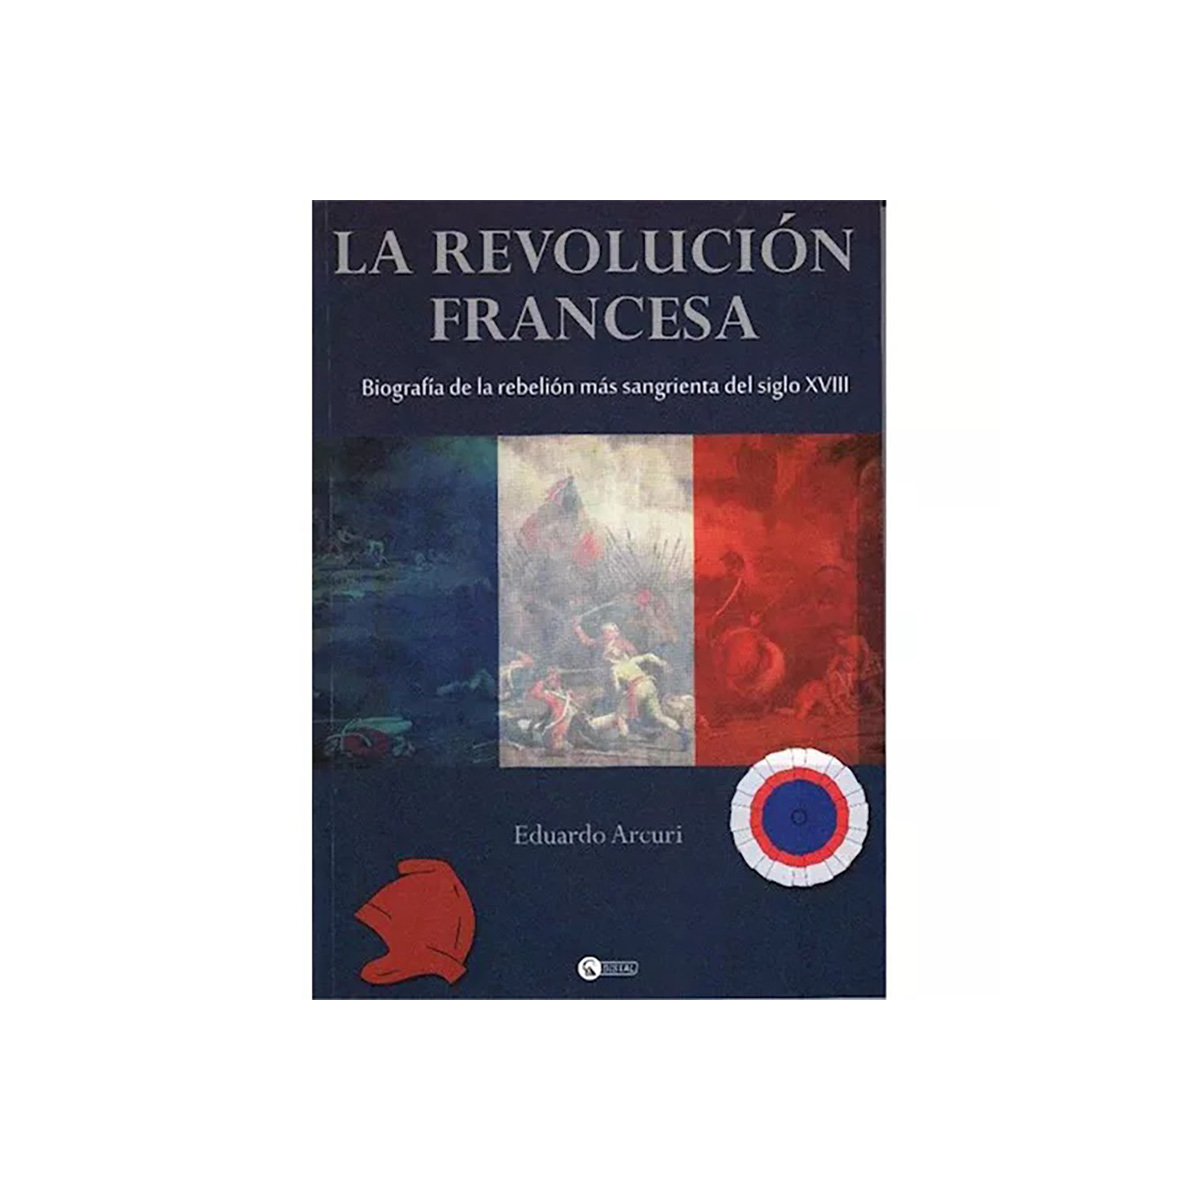 LA REVOLUCIÓN
FRANCESA
Biografía de la rebelión más sangrienta del siglo XVIII
Eduardo Arcuri